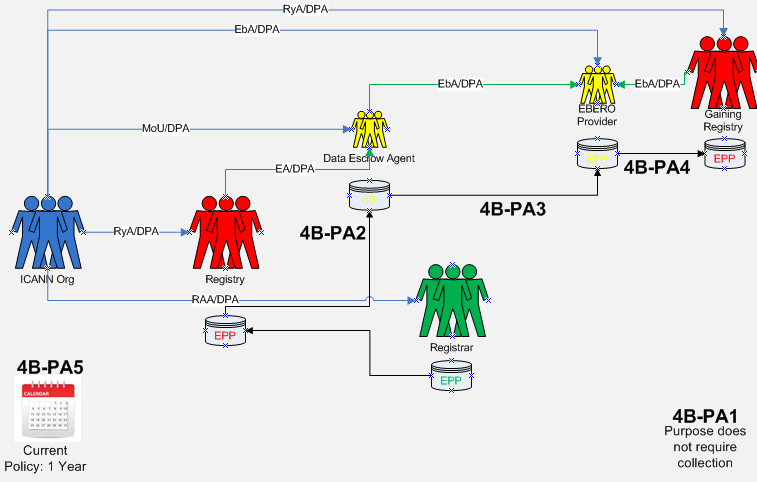 RyA/DPA
EbA/DPA
EbA/DPA
EbA/DPA
EBERO
Provider
Gaining
Registry
MoU/DPA
Data Escrow Agent
EA/DPA
EPP
EPP
4B-PA4
4B-PA2
4B-PA3
RyA/DPA
ICANN Org
Registry
RAA/DPA
EPP
Registrar
EPP
4B-PA5
CALENDAR
Current
Policy: 1 Year
4B-PA1
Purpose does
not require
collection